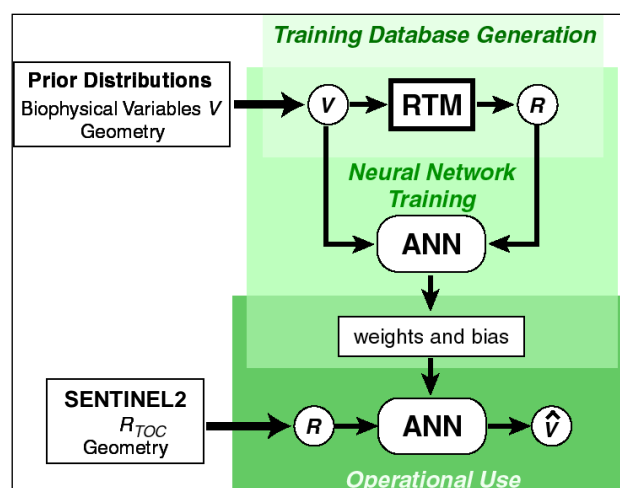 Training Database Generation
Prior Distributions
Biophysical Variables V
Geometry
V
RTM
R
Neural Network
Training
ANN
weights and bias
SENTINEL2
R_TOC
Geometry
R
ANN
V̂
Operational Use